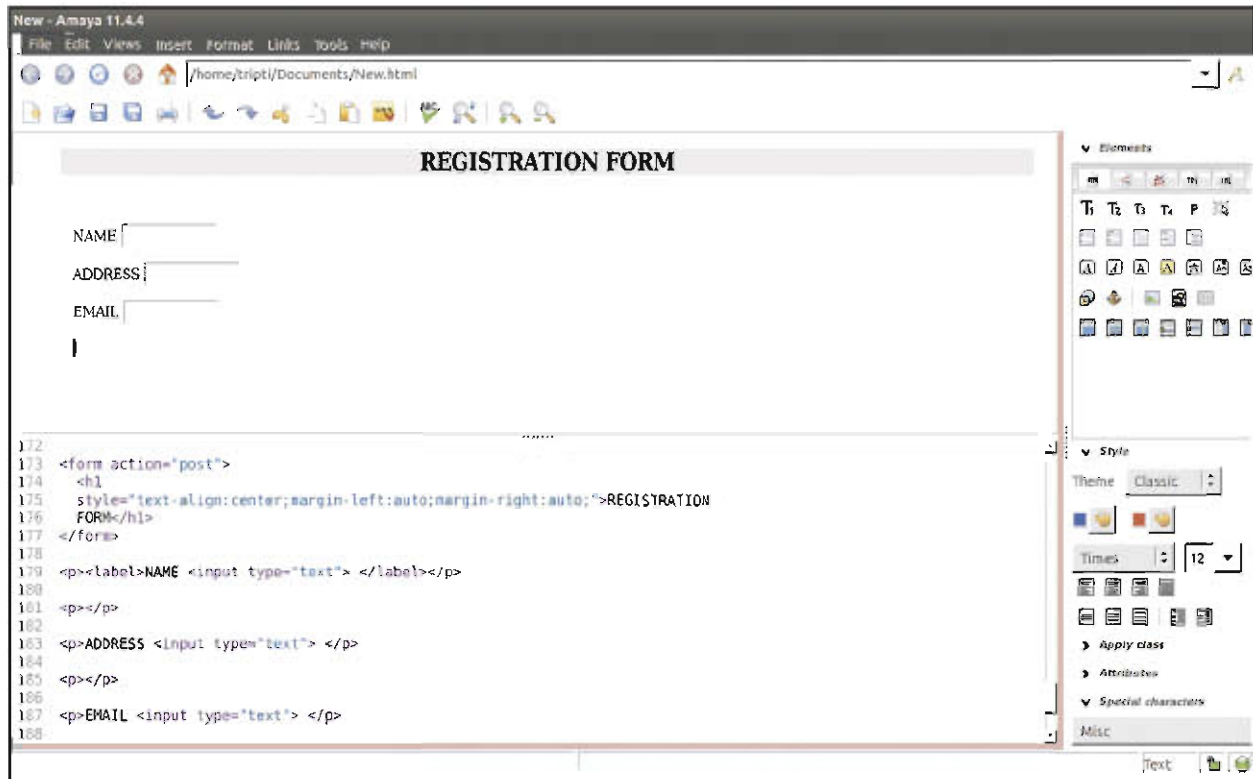 New - Amaya 11.4.4
File Edit Views Insert Format Links Tools Help
/home/tripti/Documents/New.html
REGISTRATION FORM
NAME
ADDRESS
EMAIL
172
173 <form action="post">
174 <h1
175 style="text-align:center;margin-left:auto;margin-right:auto;">REGISTRATION
176 FORM</h1>
177 </form>
178
179 <p><label>NAME <input type="text"> </label></p>
180
181 <p></p>
182
183 <p>ADDRESS <input type="text"> </p>
184
185 <p></p>
186
187 <p>EMAIL <input type="text"> </p>
188
Elements
T1 T2 T3 T4 P
Style
Theme Classic
Times 12
Apply class
Attributes
Special characters
Misc
Text